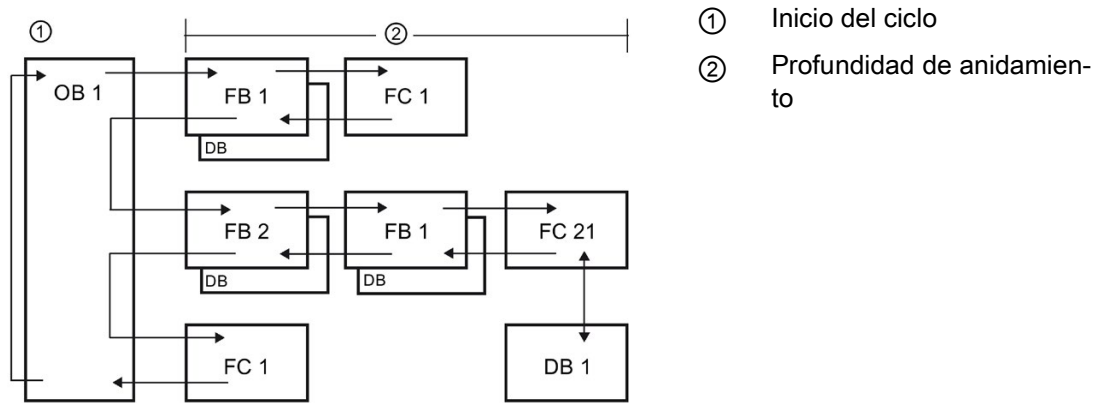 ① ② ① Inicio del ciclo
OB 1 FB 1 FC 1 ② Profundidad de anidamien-
to
DB
FB 2 FB 1 FC 21
DB DB
FC 1 DB 1